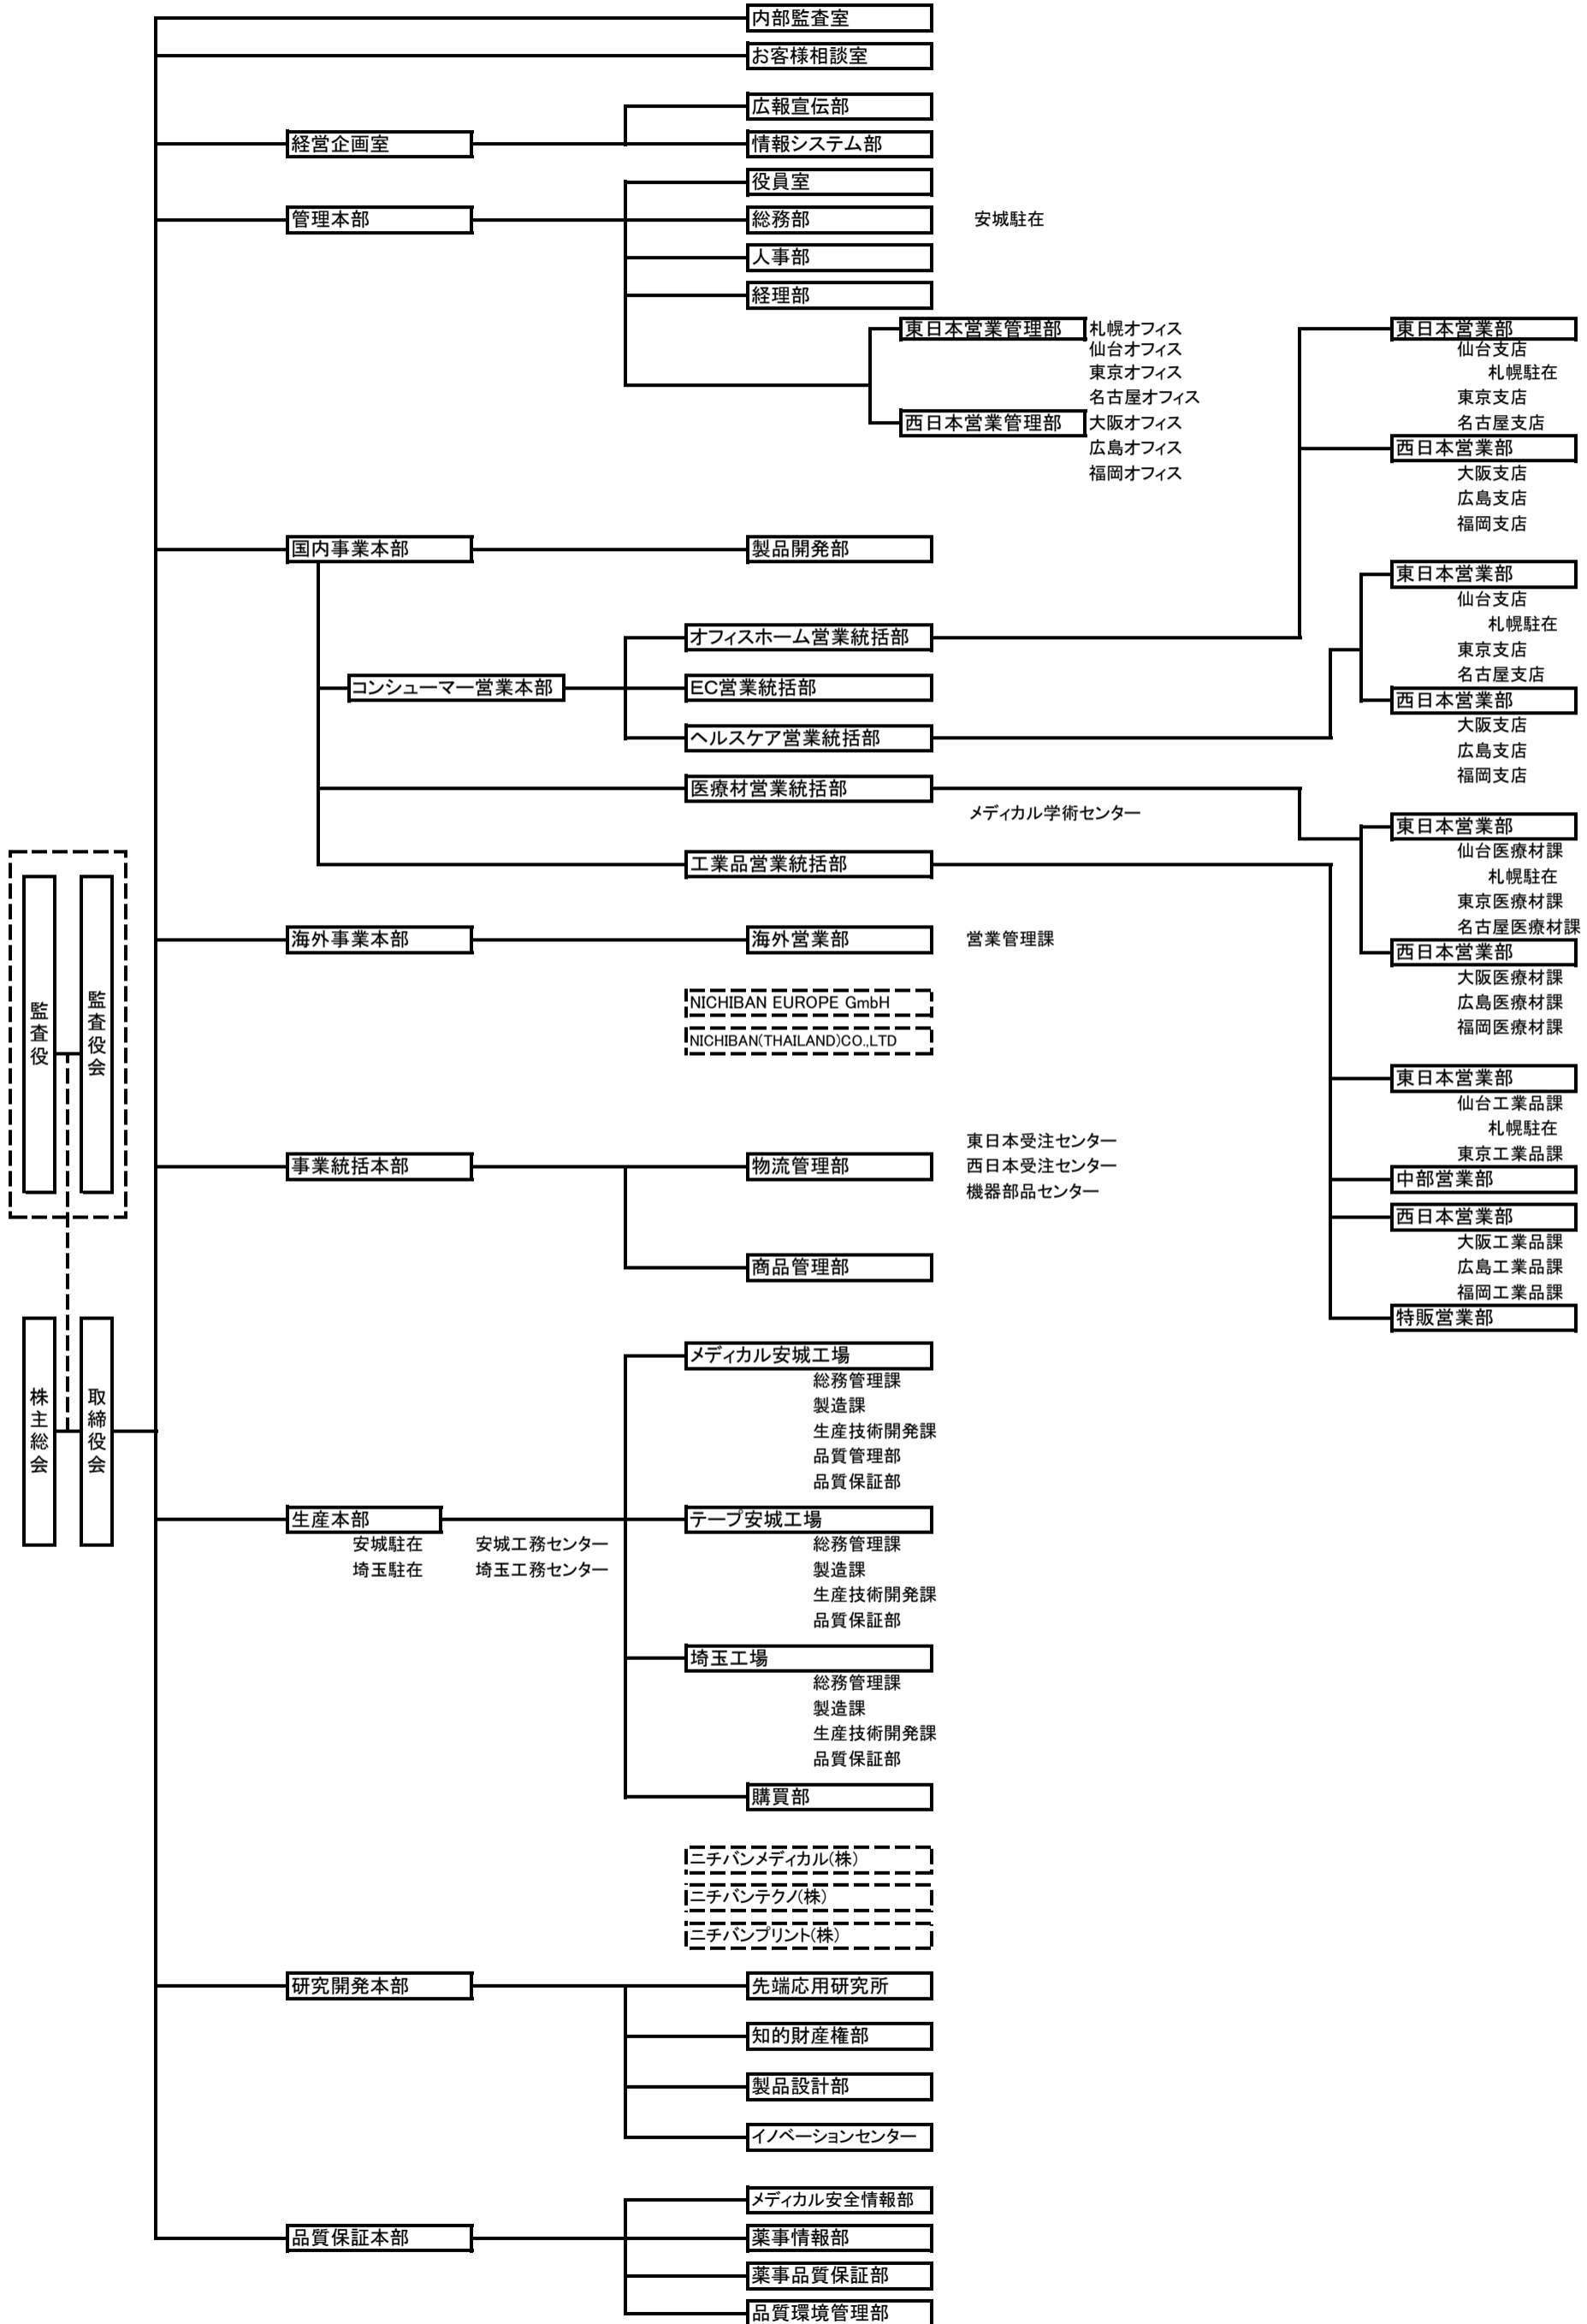 内部監査室
お客様相談室
広報宣伝部
経営企画室
情報システム部
役員室
管理本部
総務部
安城駐在
人事部
経理部
東日本営業管理部
札幌オフィス
仙台オフィス
東京オフィス
名古屋オフィス
西日本営業管理部
大阪オフィス
広島オフィス
福岡オフィス
東日本営業部
仙台支店
札幌駐在
東京支店
名古屋支店
西日本営業部
大阪支店
広島支店
福岡支店
国内事業本部
製品開発部
オフィスホーム営業統括部
コンシューマー営業本部
EC営業統括部
ヘルスケア営業統括部
東日本営業部
仙台支店
札幌駐在
東京支店
名古屋支店
西日本営業部
大阪支店
広島支店
福岡支店
医療材営業統括部
メディカル学術センター
東日本営業部
仙台医療材課
札幌駐在
東京医療材課
名古屋医療材課
西日本営業部
大阪医療材課
広島医療材課
福岡医療材課
工業品営業統括部
東日本営業部
仙台工業品課
札幌駐在
東京工業品課
中部営業部
西日本営業部
大阪工業品課
広島工業品課
福岡工業品課
特販営業部
監査役
監査役会
海外事業本部
海外営業部
営業管理課
NICHIBAN EUROPE GmbH
NICHIBAN(THAILAND)CO.,LTD
事業統括本部
物流管理部
東日本受注センター
西日本受注センター
機器部品センター
商品管理部
株主総会
取締役会
メディカル安城工場
総務管理課
製造課
生産技術開発課
品質管理部
品質保証部
生産本部
安城駐在
埼玉駐在
安城工務センター
埼玉工務センター
テープ安城工場
総務管理課
製造課
生産技術開発課
品質保証部
埼玉工場
総務管理課
製造課
生産技術開発課
品質保証部
購買部
ニチバンメディカル(株)
ニチバンテクノ(株)
ニチバンプリント(株)
研究開発本部
先端応用研究所
知的財産権部
製品設計部
イノベーションセンター
メディカル安全情報部
品質保証本部
薬事情報部
薬事品質保証部
品質環境管理部